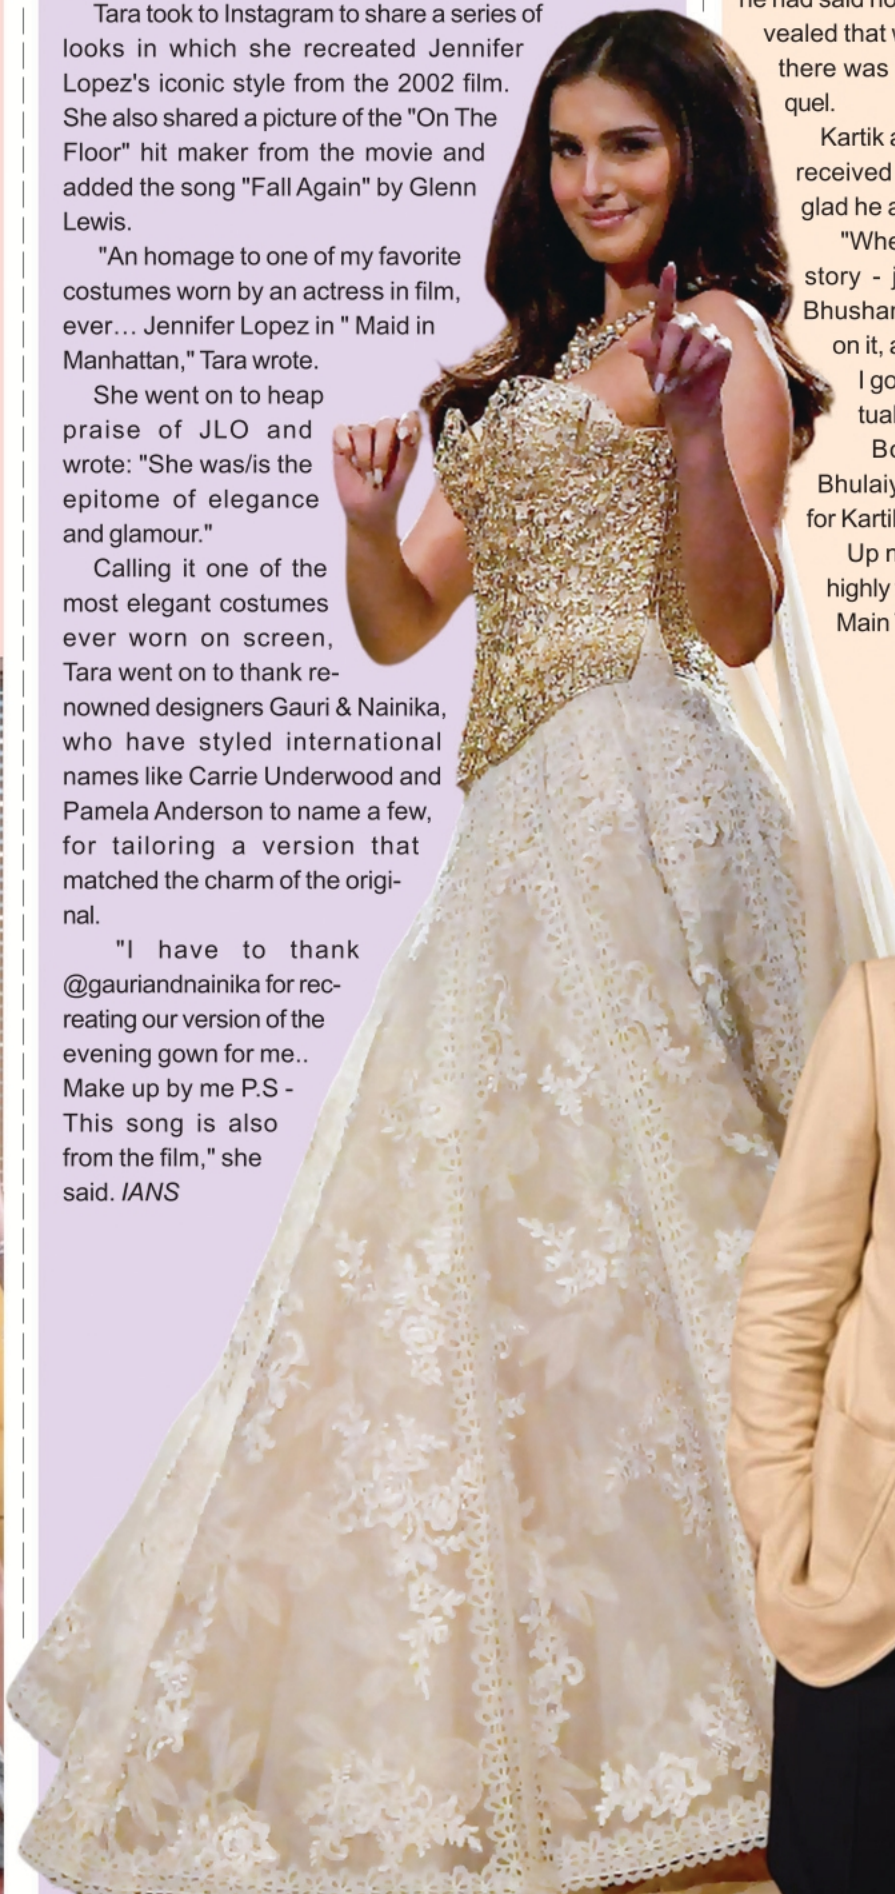 Tara took to Instagram to share a series of
looks in which she recreated Jennifer
Lopez's iconic style from the 2002 film.
She also shared a picture of the "On The
Floor" hit maker from the movie and
added the song "Fall Again" by Glenn
Lewis.
"An homage to one of my favorite
costumes worn by an actress in film,
ever… Jennifer Lopez in " Maid in
Manhattan," Tara wrote.
She went on to heap
praise of JLO and
wrote: "She was/is the
epitome of elegance
and glamour."
Calling it one of the
most elegant costumes
ever worn on screen,
Tara went on to thank re-
nowned designers Gauri & Nainika,
who have styled international
names like Carrie Underwood and
Pamela Anderson to name a few,
for tailoring a version that
matched the charm of the origi-
nal.
"I have to thank
@gauriandnainika for rec-
reating our version of the
evening gown for me..
Make up by me P.S -
This song is also
from the film," she
said. IANS
he had said
vealed that
there was
quel.
Kartik
received
glad he
"Whe
story -
Bhushan
on it,
I go
tual
Bo
Bhulaiy
for Kartik
Up
highly
Main